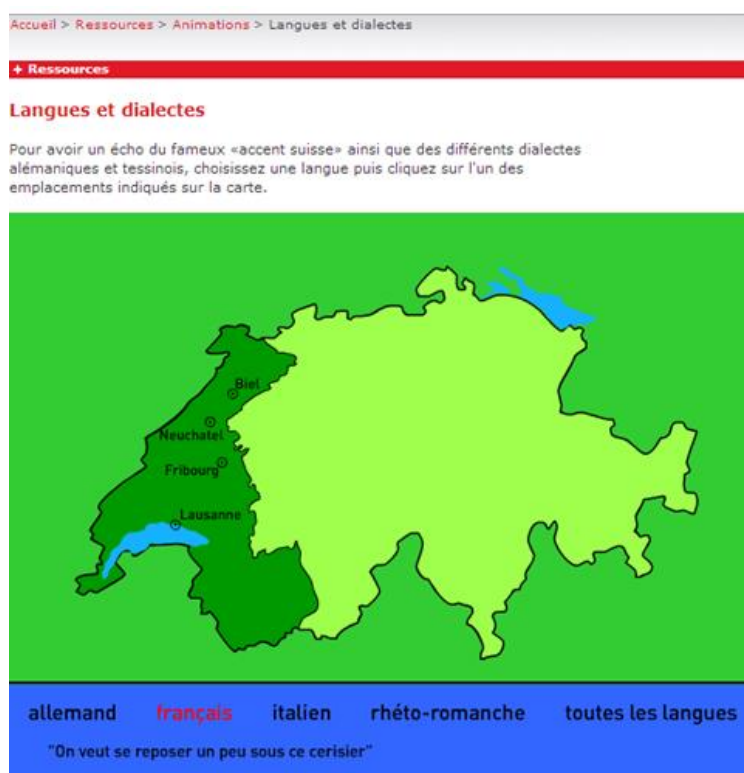 Accueil > Ressources > Animations > Langues et dialectes
+ Ressources
Langues et dialectes
Pour avoir un écho du fameux «accent suisse» ainsi que des différents dialectes
alémaniques et tessinois, choisissez une langue puis cliquez sur l'un des
emplacements indiqués sur la carte.
Biel
Neuchatel
Fribourg
Lausanne
allemand français italien rhéto-romanche toutes les langues
"On veut se reposer un peu sous ce cerisier"